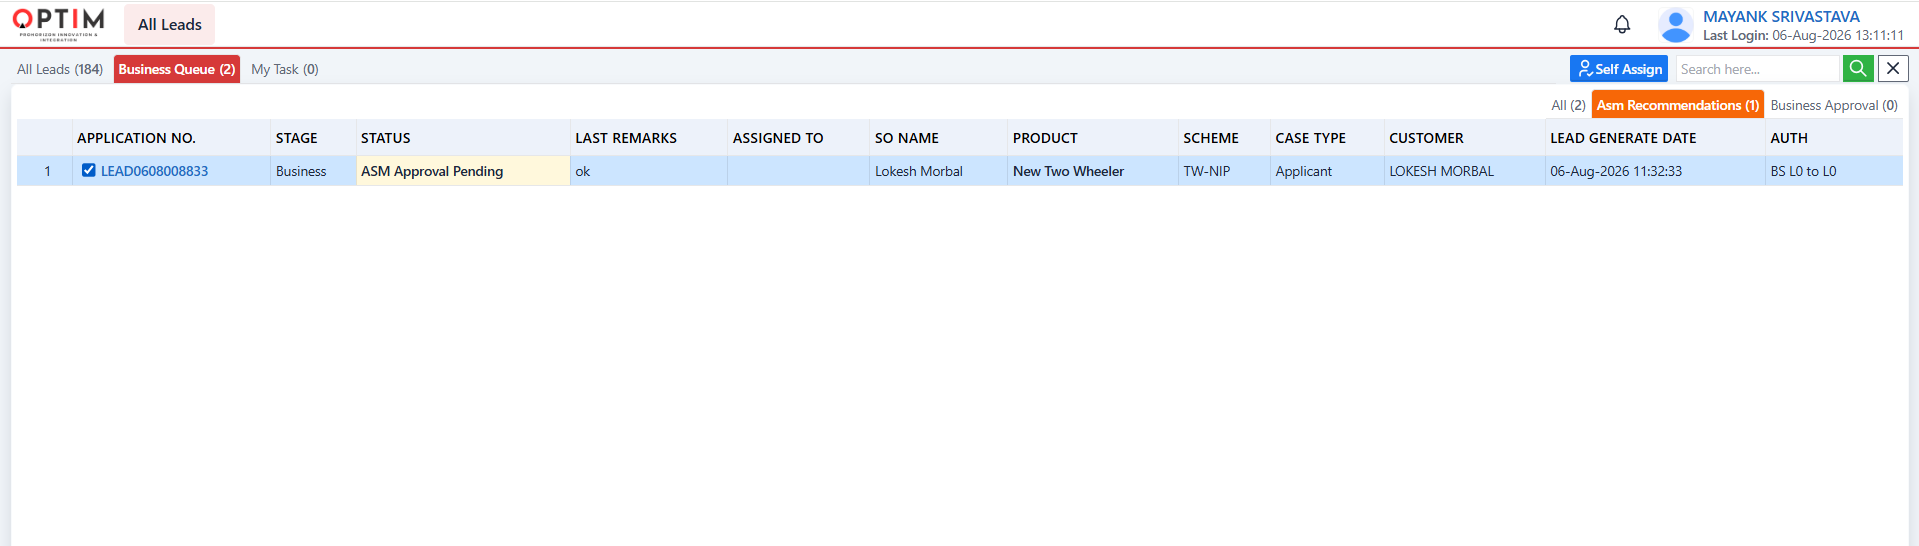 OPTIM
PROHORIZON INNOVATION & INTEGRATION
All Leads
MAYANK SRIVASTAVA
Last Login: 06-Aug-2026 13:11:11
All Leads (184) Business Queue (2) My Task (0) Self Assign Search here...
All (2) Asm Recommendations (1) Business Approval (0)
APPLICATION NO. STAGE STATUS LAST REMARKS ASSIGNED TO SO NAME PRODUCT SCHEME CASE TYPE CUSTOMER LEAD GENERATE DATE AUTH
1 LEAD0608008833 Business ASM Approval Pending ok Lokesh Morbal New Two Wheeler TW-NIP Applicant LOKESH MORBAL 06-Aug-2026 11:32:33 BS L0 to L0